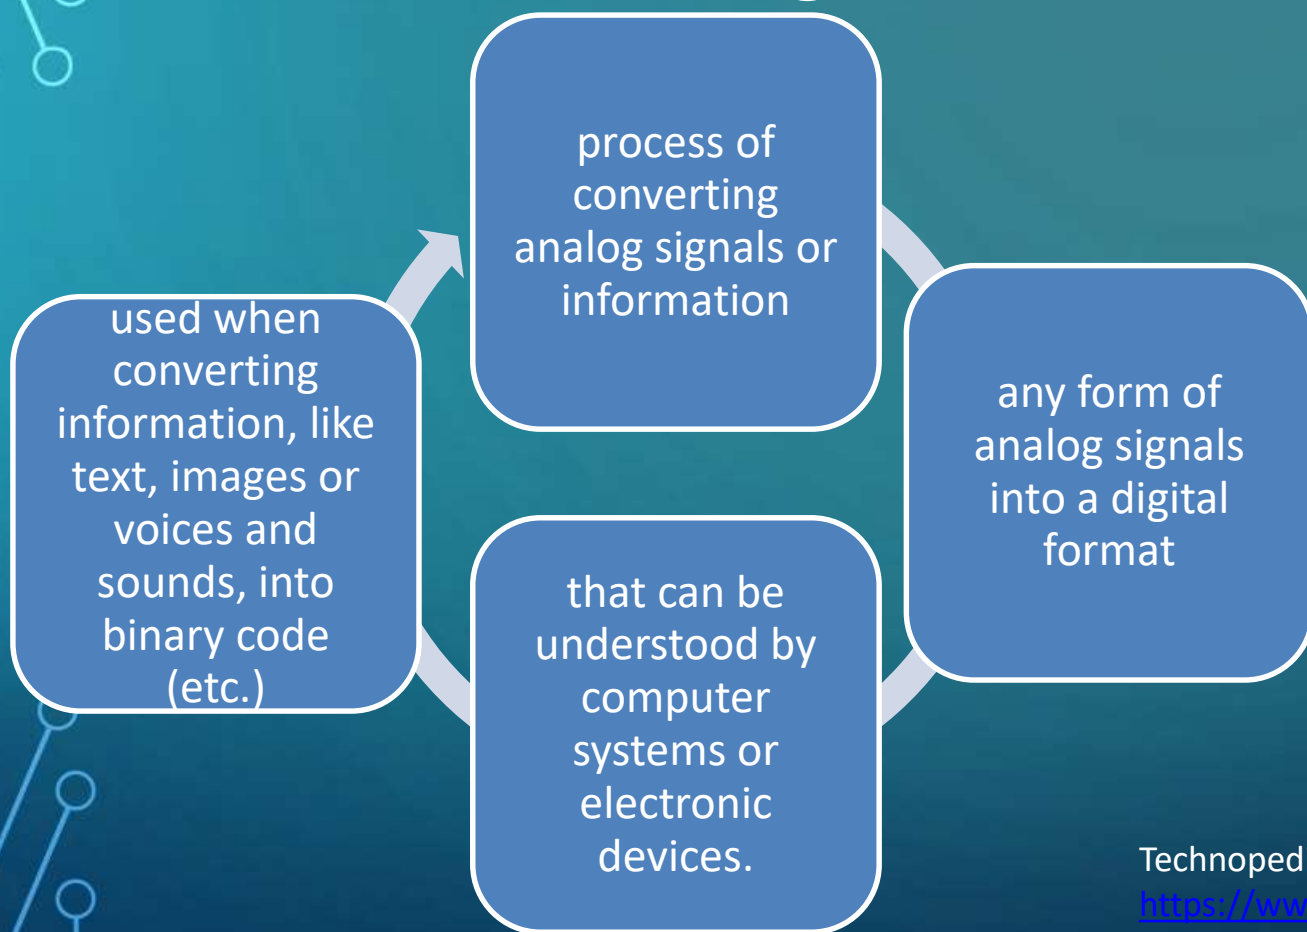 process of
converting
analog signals or
information
any form of
analog signals
into a digital
format
that can be
understood by
computer
systems or
electronic
devices.
used when
converting
information, like
text, images or
voices and
sounds, into
binary code
(etc.)
Technoped
https://ww